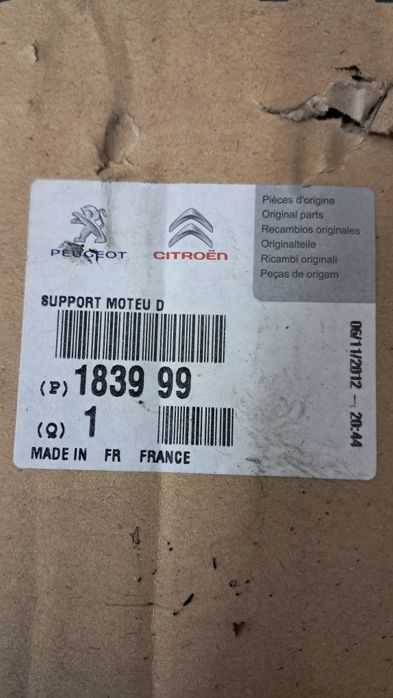 PEUGEOT
CITROËN
Pièces d'origine
Original parts
Recambios originales
Originalteile
Ricambi originali
Peças de origem
SUPPORT MOTEU D
(P) 1839 99
(Q) 1
MADE IN FR FRANCE
06/11/2012 - 20:44